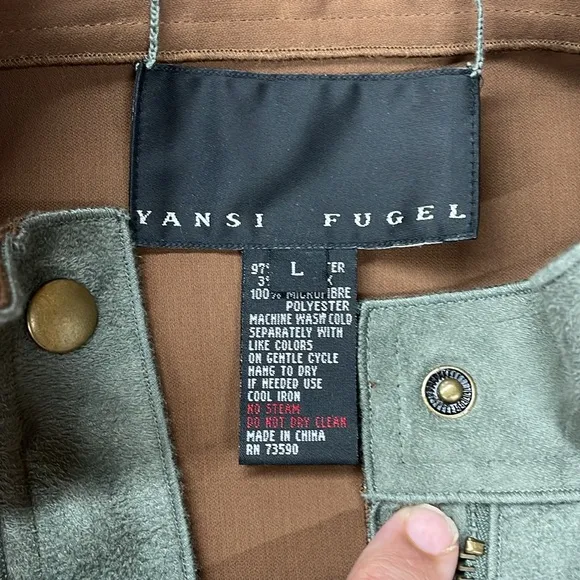 YANSI FUGEL
L
97%
3%
100% MICROFIBRE
POLYESTER
MACHINE WASH COLD
SEPARATELY WITH
LIKE COLORS
ON GENTLE CYCLE
HANG TO DRY
IF NEEDED USE
COOL IRON
NO STEAM
DO NOT DRY CLEAN
MADE IN CHINA
RN 73590